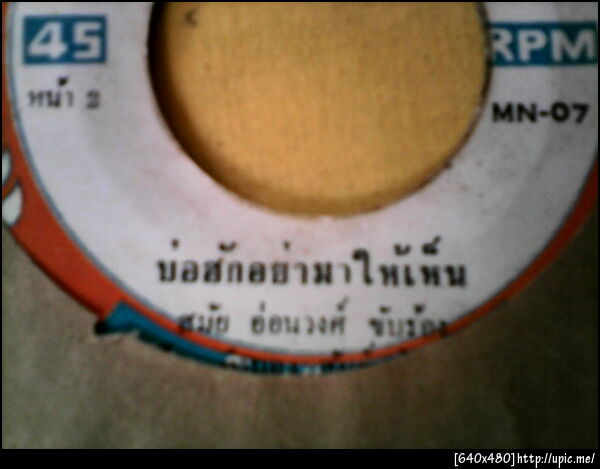 45 RPM
หน้า 2 MN-07
บ่อฮักอย่ามาให้เห็น
สมัย อ่อนวงศ์ ขับร้อง
[640x480]http://upic.me/